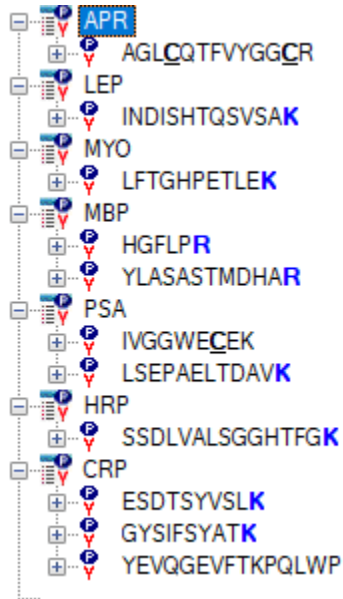 APR
AGLCQTFVYGGCR
LEP
INDISHTQSVSAK
MYO
LFTGHPETLEK
MBP
HGFLPR
YLASASTMDHAR
PSA
IVGGWECEK
LSEPAELTDAVK
HRP
SSDLVALSGGHTFGK
CRP
ESDTSYVSLK
GYSIFSYATK
YEVQGEVFTKPQLWP